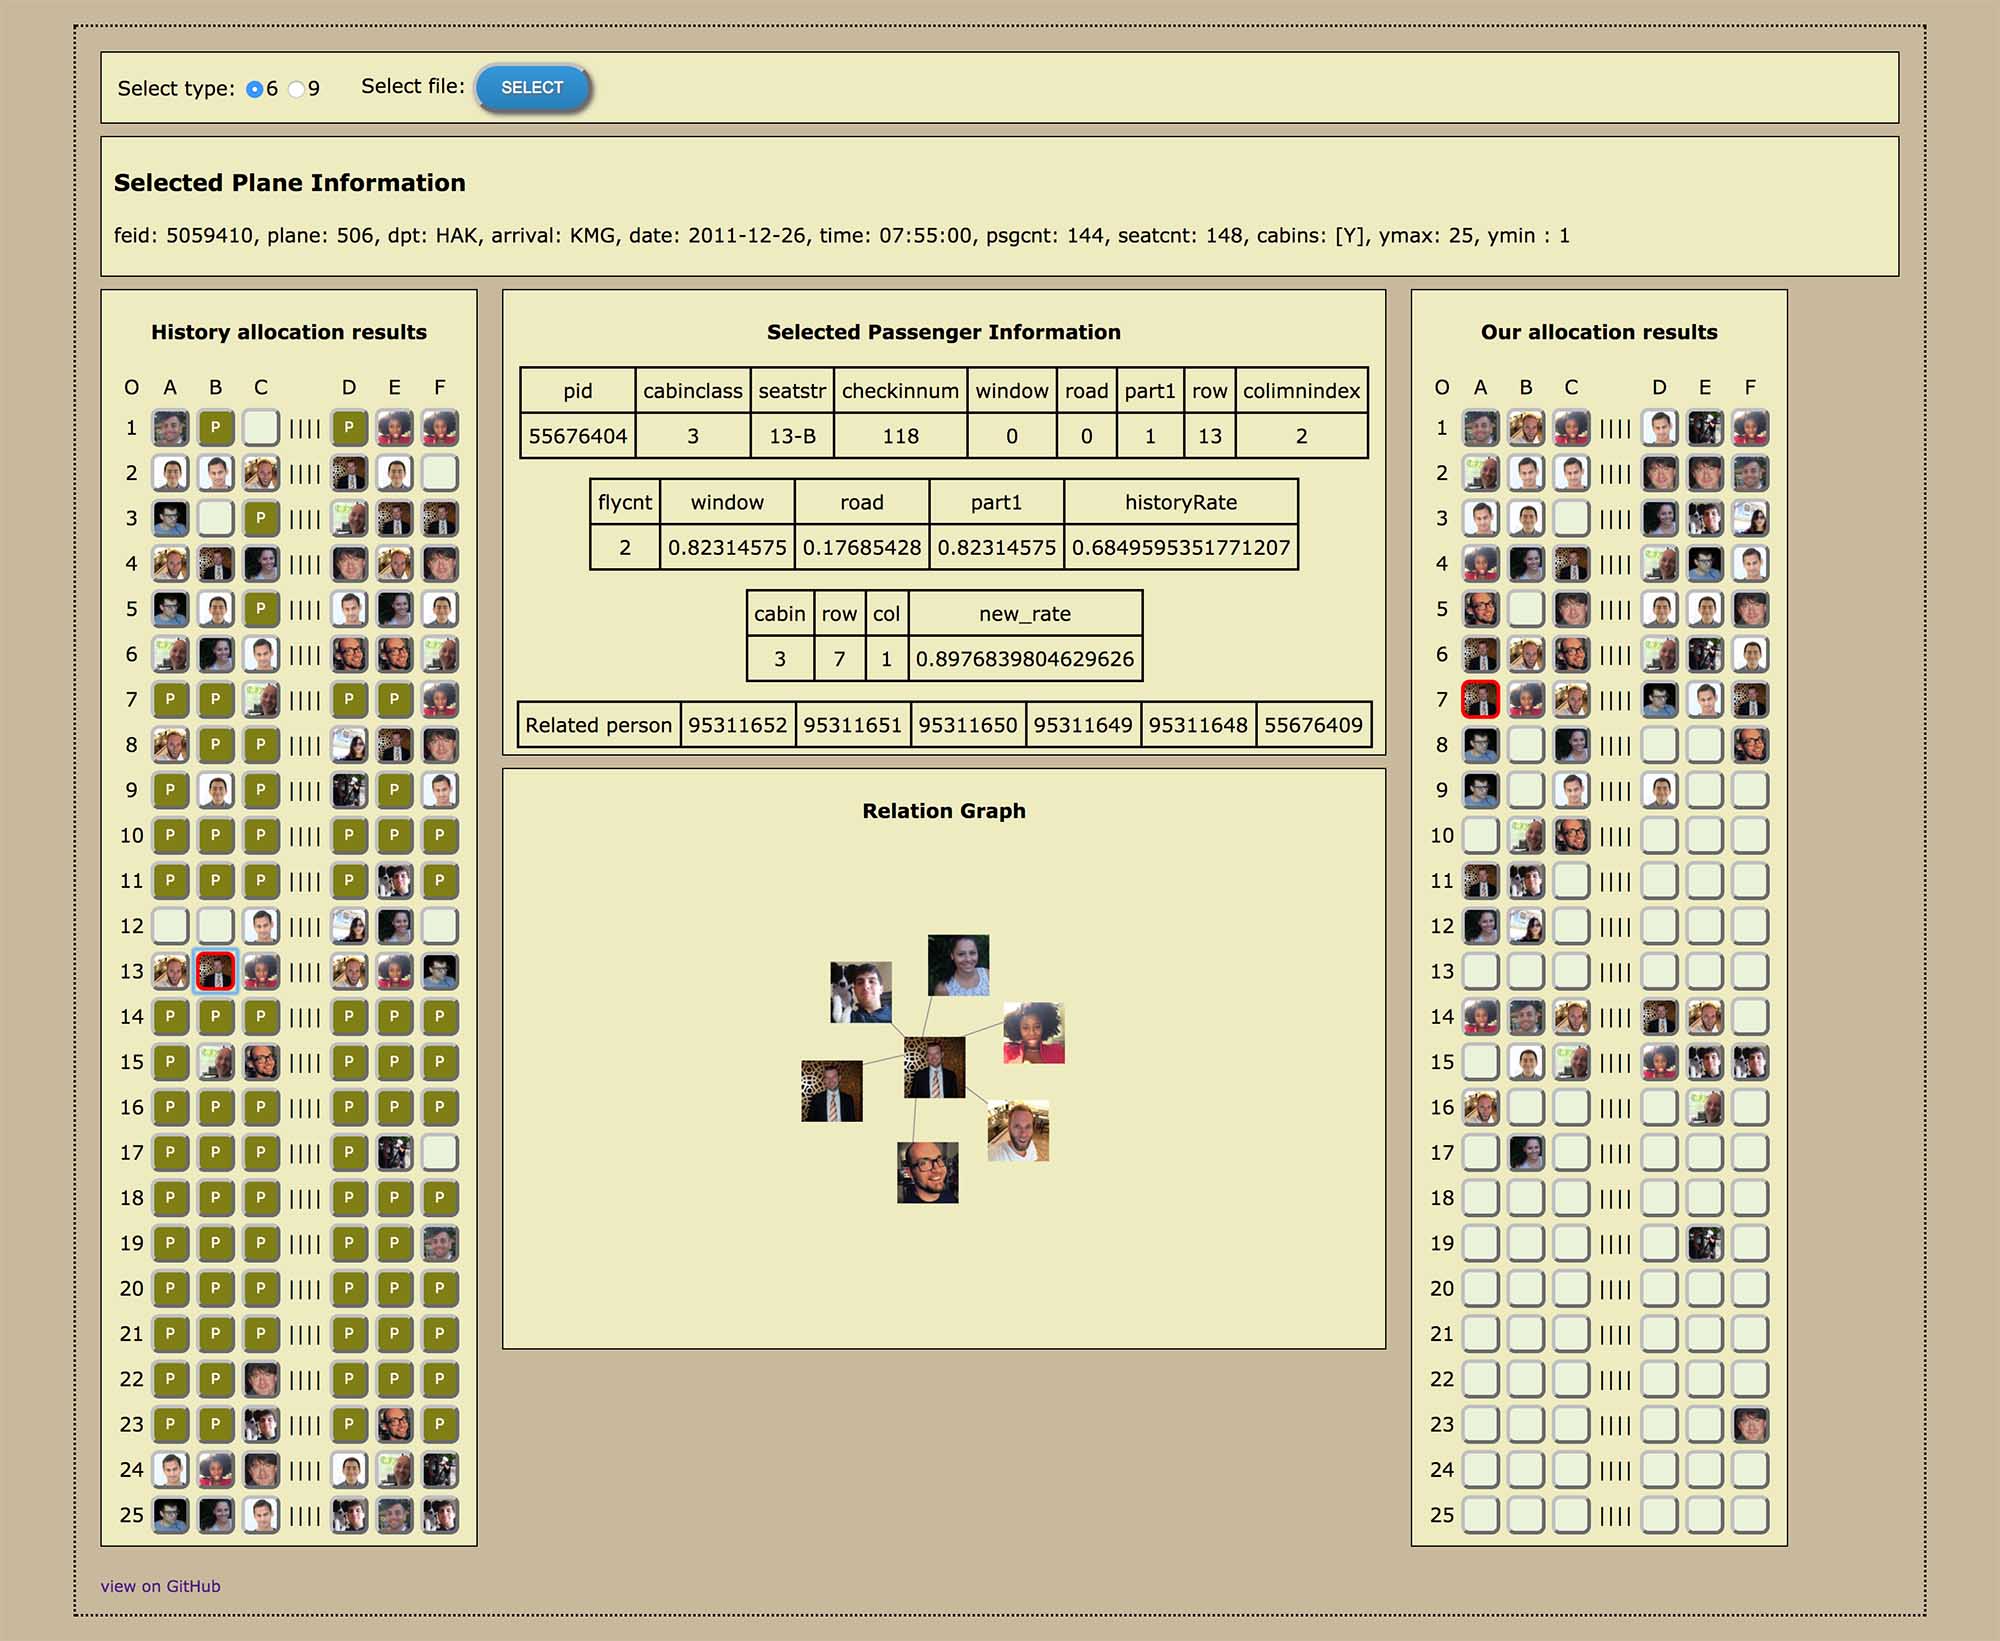 Select type: 6 9 Select file: SELECT
Selected Plane Information
feid: 5059410, plane: 506, dpt: HAK, arrival: KMG, date: 2011-12-26, time: 07:55:00, psgcnt: 144, seatcnt: 148, cabins: [Y], ymax: 25, ymin : 1
History allocation results
O A B C D E F
1 P |||| P
2 ||||
3 P ||||
4 ||||
5 P ||||
6 ||||
7 P P |||| P P
8 P P ||||
9 P P |||| P
10 P P P |||| P P P
11 P P P |||| P P
12 ||||
13 ||||
14 P P P |||| P P P
15 P |||| P P P
16 P P P |||| P P P
17 P P P |||| P
18 P P P |||| P P P
19 P P P |||| P P
20 P P P |||| P P P
21 P P P |||| P P P
22 P P |||| P P P
23 P P |||| P P
24 ||||
25 ||||
Selected Passenger Information
pid cabinclass seatstr checkinnum window road part1 row colimnindex
55676404 3 13-B 118 0 0 1 13 2
flycnt window road part1 historyRate
2 0.82314575 0.17685428 0.82314575 0.6849595351771207
cabin row col new_rate
3 7 1 0.8976839804629626
Related person 95311652 95311651 95311650 95311649 95311648 55676409
Relation Graph
Our allocation results
O A B C D E F
1 ||||
2 ||||
3 ||||
4 ||||
5 ||||
6 ||||
7 ||||
8 ||||
9 ||||
10 ||||
11 ||||
12 ||||
13 ||||
14 ||||
15 ||||
16 ||||
17 ||||
18 ||||
19 ||||
20 ||||
21 ||||
22 ||||
23 ||||
24 ||||
25 ||||
view on GitHub